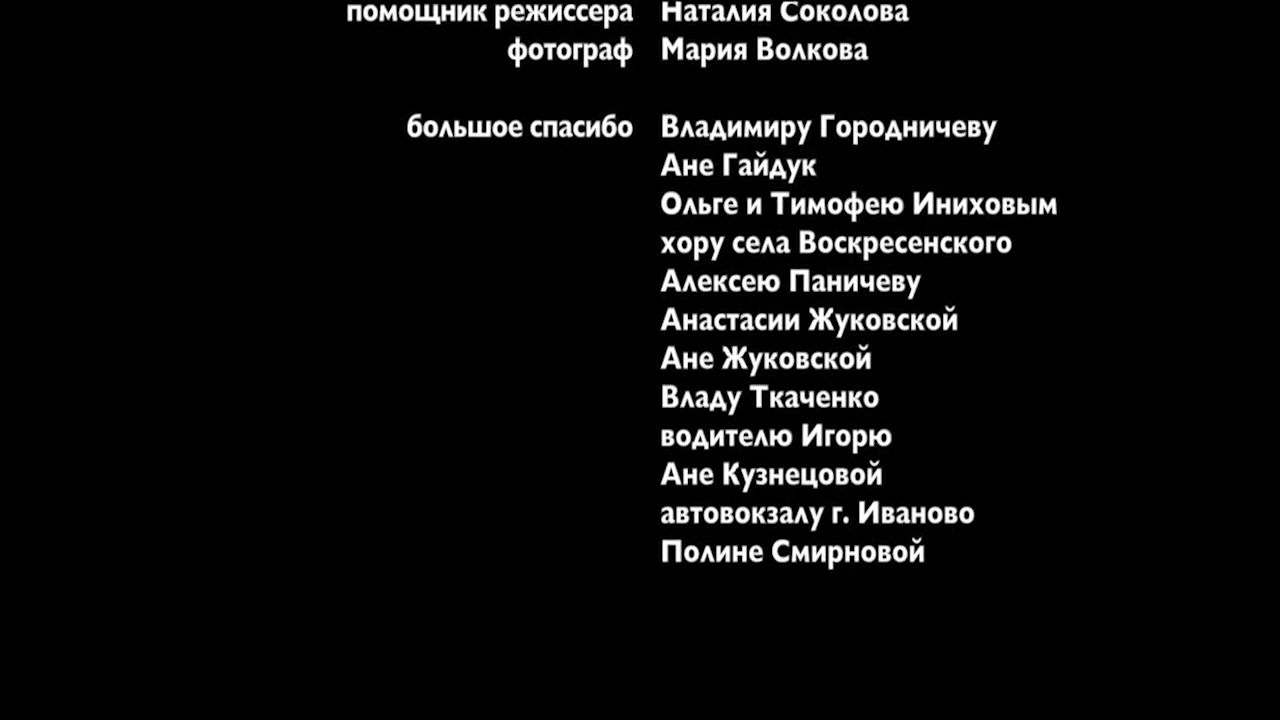 помощник режиссера Наталия Соколова
фотограф Мария Волкова
большое спасибо Владимиру Городничеву
Ане Гайдук
Ольге и Тимофею Иниховым
хору села Воскресенского
Алексею Паничеву
Анастасии Жуковской
Ане Жуковской
Владу Ткаченко
водителю Игорю
Ане Кузнецовой
автовокзалу г. Иваново
Полине Смирновой